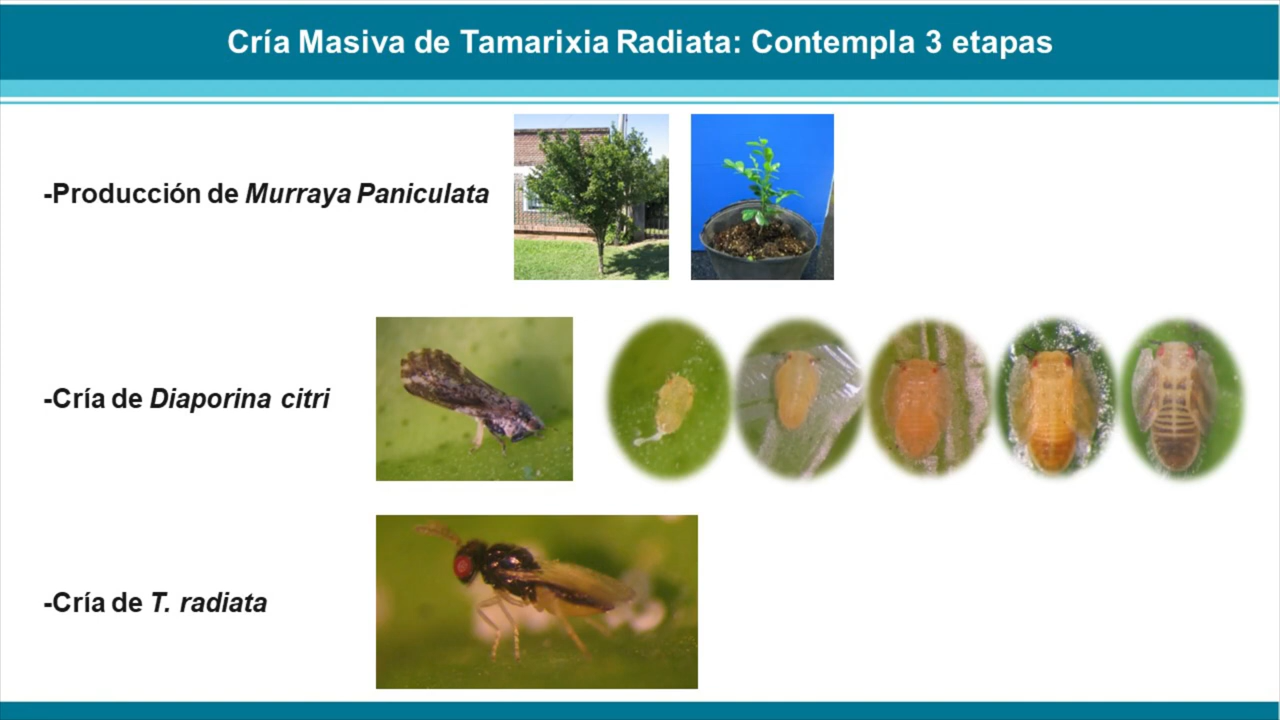 Cría Masiva de Tamarixia Radiata: Contempla 3 etapas
-Producción de Murraya Paniculata
-Cría de Diaporina citri
-Cría de T. radiata